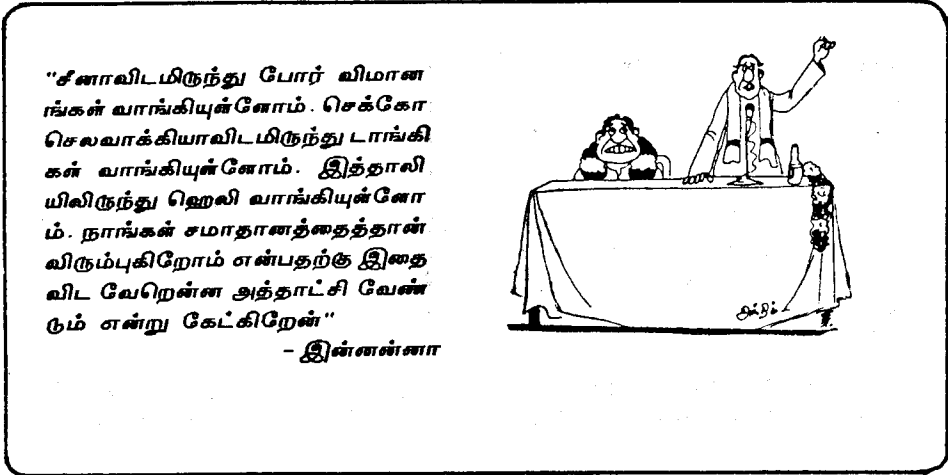 "சீனாவிடமிருந்து போர் விமான
ங்கள் வாங்கியுள்ளோம். செக்கோ
செலவாக்கியாவிடமிருந்து டாங்கி
கள் வாங்கியுள்ளோம். இத்தாலி
யிலிருந்து ஹெலி வாங்கியுள்ளோ
ம். நாங்கள் சமாதானத்தைத்தான்
விரும்புகிறோம் என்பதற்கு இதை
விட வேறென்ன அத்தாட்சி வேண்
டும் என்று கேட்கிறேன்"
- இன்னன்னா